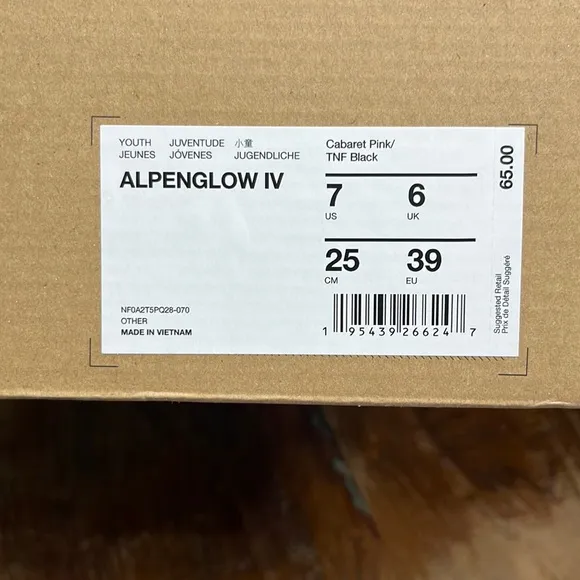 YOUTH JUVENTUDE 小童
JEUNES JÓVENES JUGENDLICHE
ALPENGLOW IV
NF0A2T5PQ28-070
OTHER
MADE IN VIETNAM
Cabaret Pink/
TNF Black
7 6
US UK
25 39
CM EU
1 95439 26624 7
65.00
Suggested Retail
Prix de Détail Suggéré